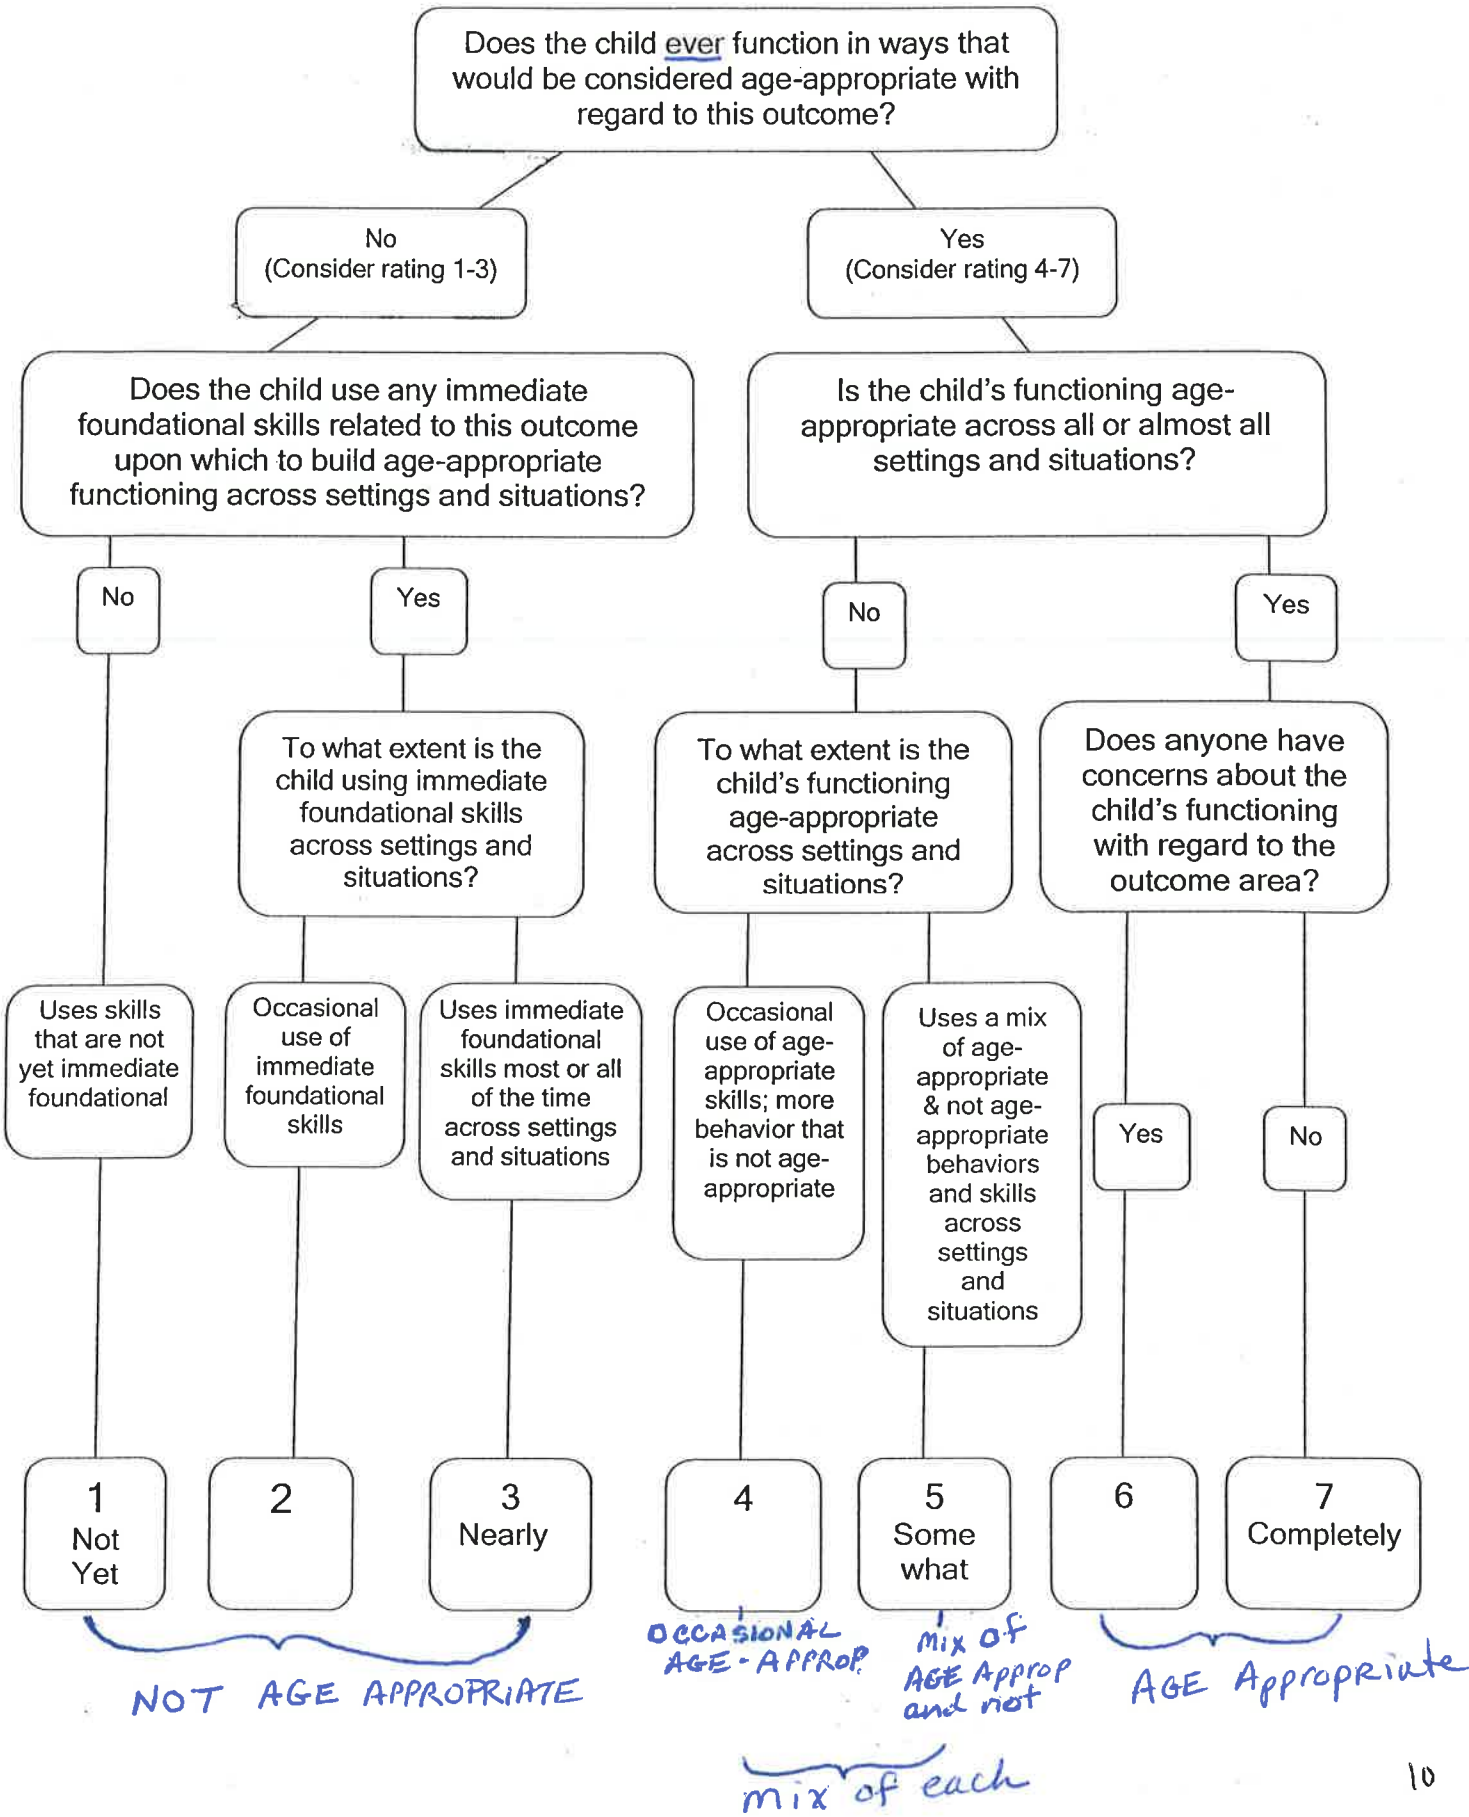 Does the child ever function in ways that
would be considered age-appropriate with
regard to this outcome?
No
(Consider rating 1-3)
Yes
(Consider rating 4-7)
Does the child use any immediate
foundational skills related to this outcome
upon which to build age-appropriate
functioning across settings and situations?
Is the child's functioning age-
appropriate across all or almost all
settings and situations?
No
Yes
No
Yes
To what extent is the
child using immediate
foundational skills
across settings and
situations?
To what extent is the
child's functioning
age-appropriate
across settings and
situations?
Does anyone have
concerns about the
child's functioning
with regard to the
outcome area?
Uses skills
that are not
yet immediate
foundational
Occasional
use of
immediate
foundational
skills
Uses immediate
foundational
skills most or all
of the time
across settings
and situations
Occasional
use of age-
appropriate
skills; more
behavior that
is not age-
appropriate
Uses a mix
of age-
appropriate
& not age-
appropriate
behaviors
and skills
across
settings
and
situations
Yes
No
1
Not
Yet
2
3
Nearly
4
5
Some
what
6
7
Completely
NOT AGE APPROPRIATE
OCCASIONAL
AGE-APPROP.
mix of
AGE Approp
and not
AGE Appropriate
mix of each
10